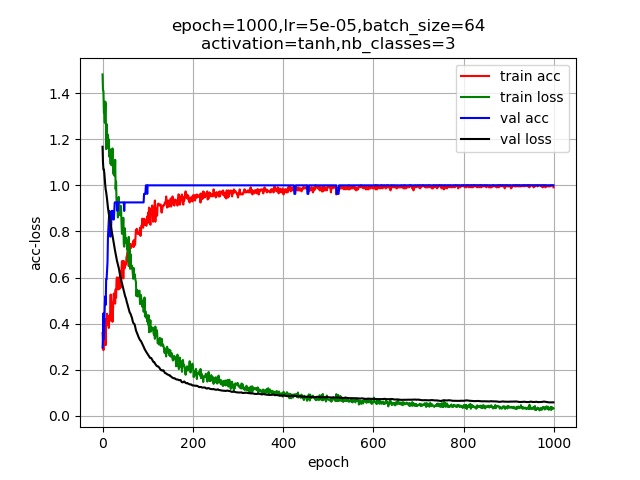 epoch=1000,lr=5e-05,batch_size=64
activation=tanh,nb_classes=3
train acc
train loss
val acc
val loss
acc-loss
1.4
1.2
1.0
0.8
0.6
0.4
0.2
0.0
0 200 400 600 800 1000
epoch